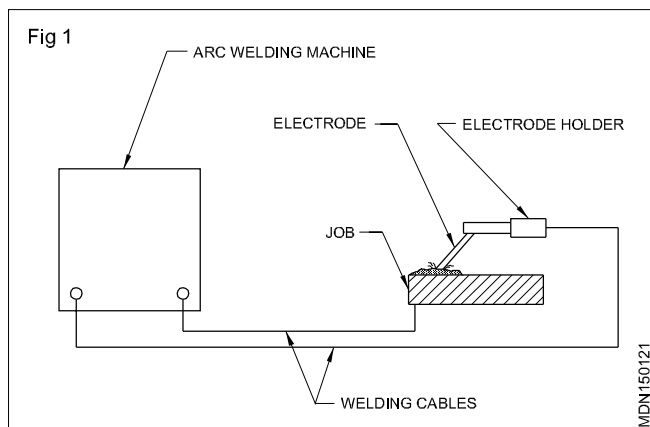 Fig 1
ARC WELDING MACHINE
ELECTRODE
ELECTRODE HOLDER
JOB
WELDING CABLES
MDN150121